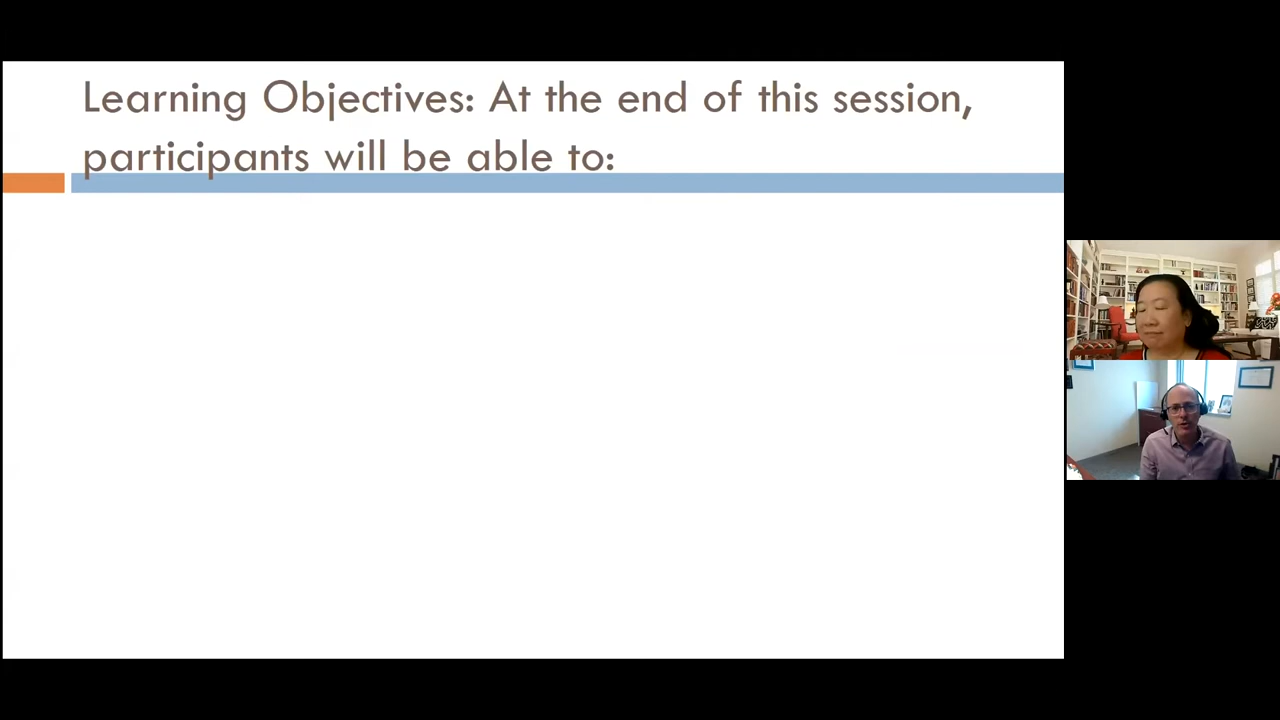 Learning Objectives: At the end of this session,
participants will be able to: